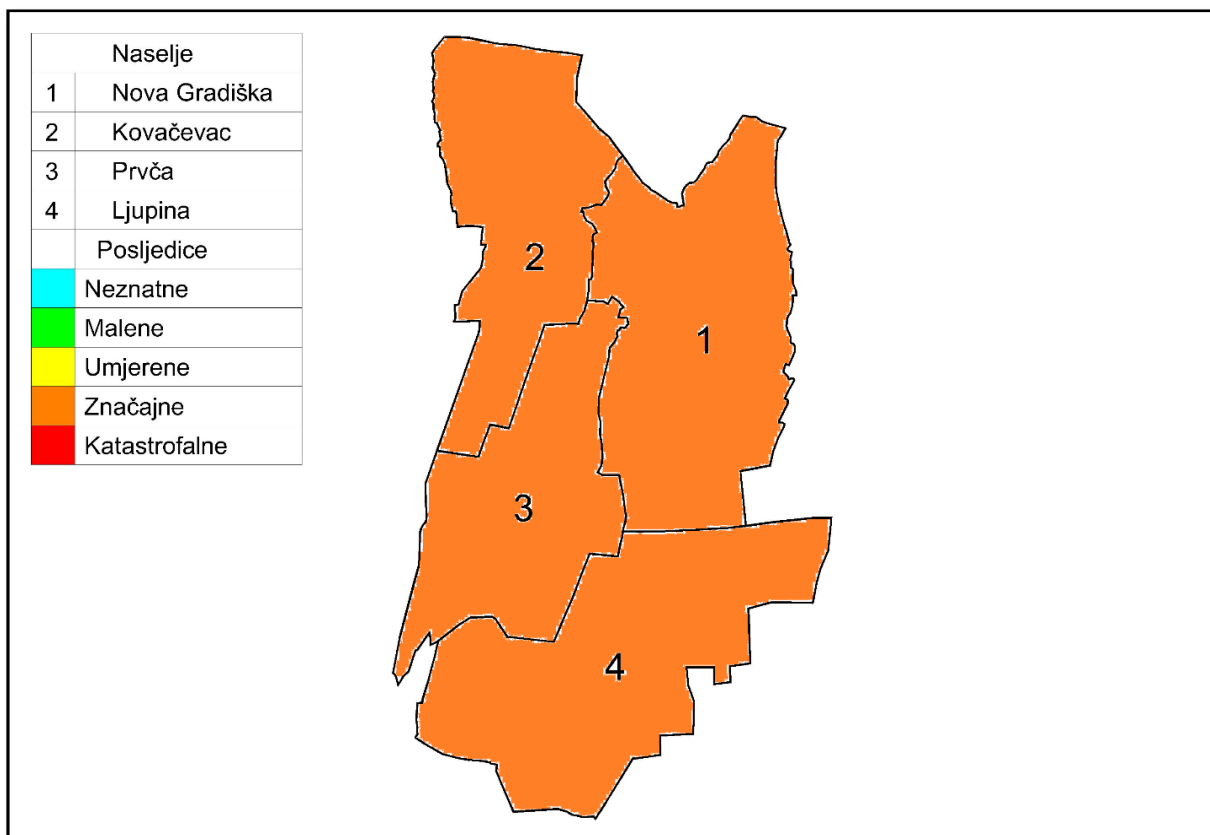 Naselje
1 Nova Gradiška
2 Kovačevac
3 Prvča
4 Ljupina
Posljedice
Neznatne
Malene
Umjerene
Značajne
Katastrofalne
2
1
3
4